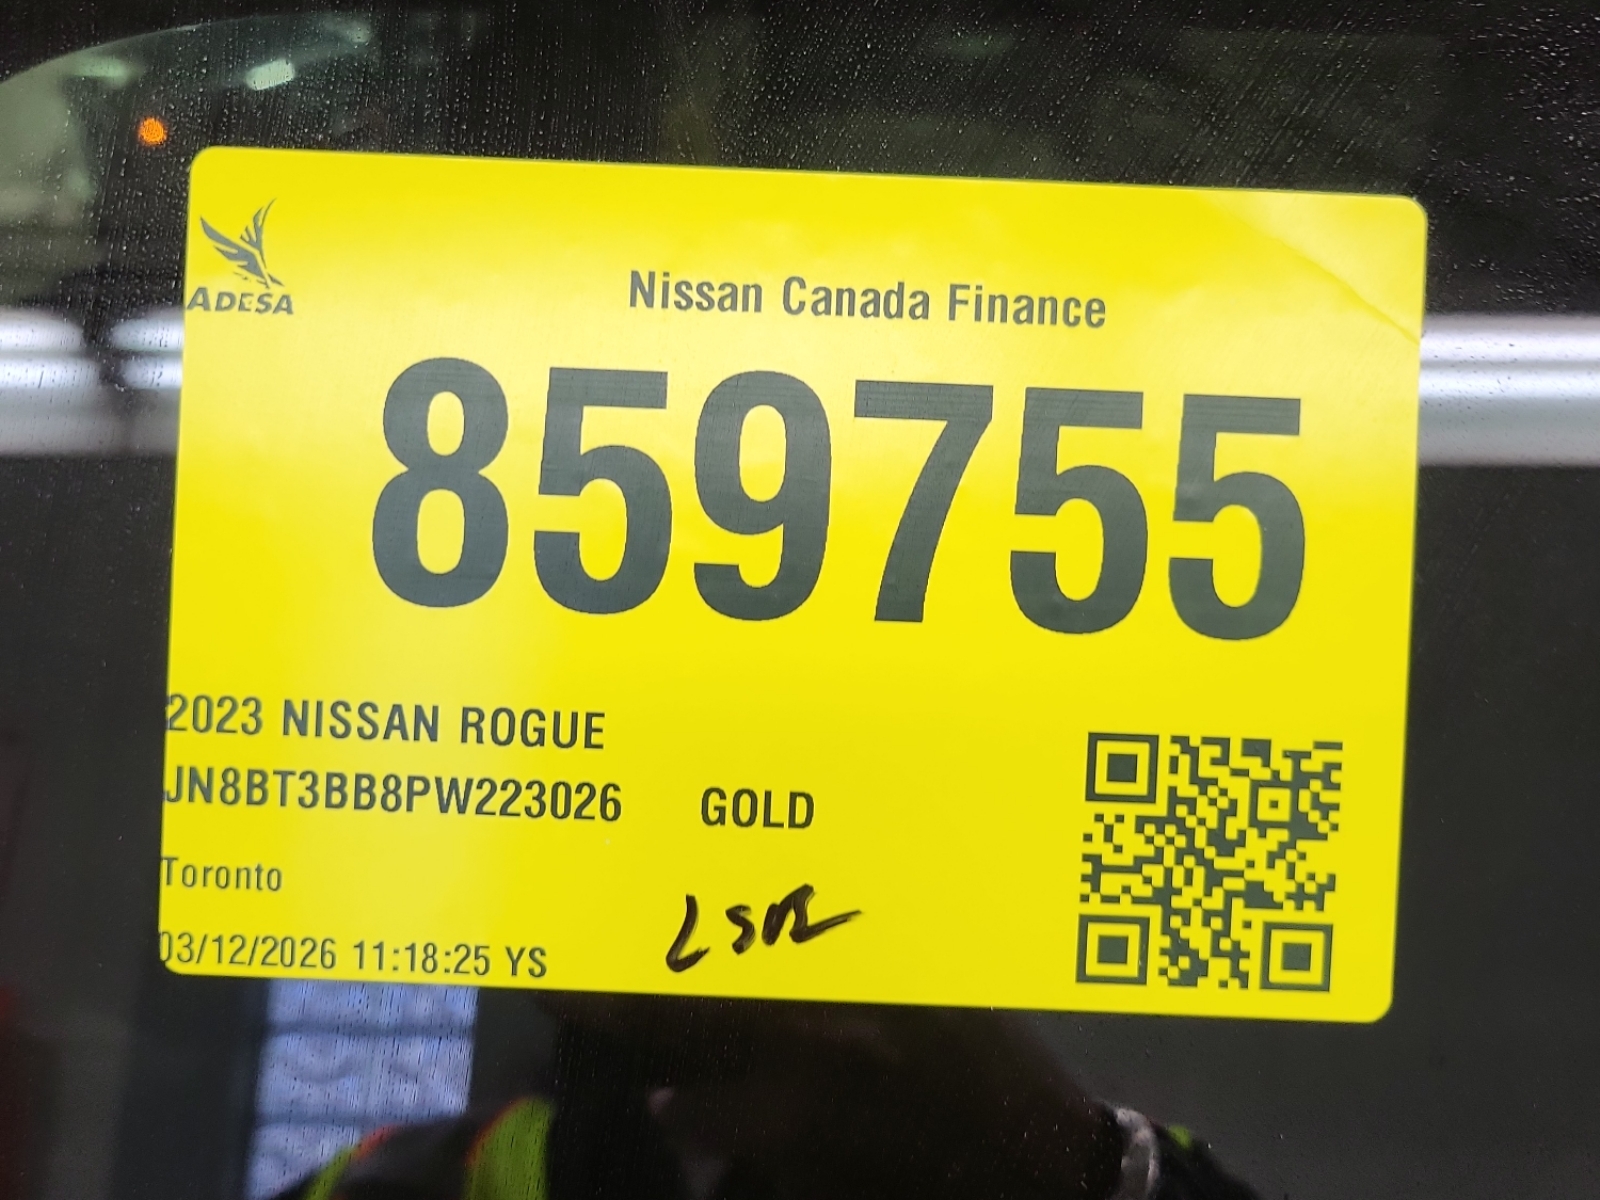 ADESA
Nissan Canada Finance
859755
2023 NISSAN ROGUE
JN8BT3BB8PW223026 GOLD
Toronto
03/12/2026 11:18:25 YS